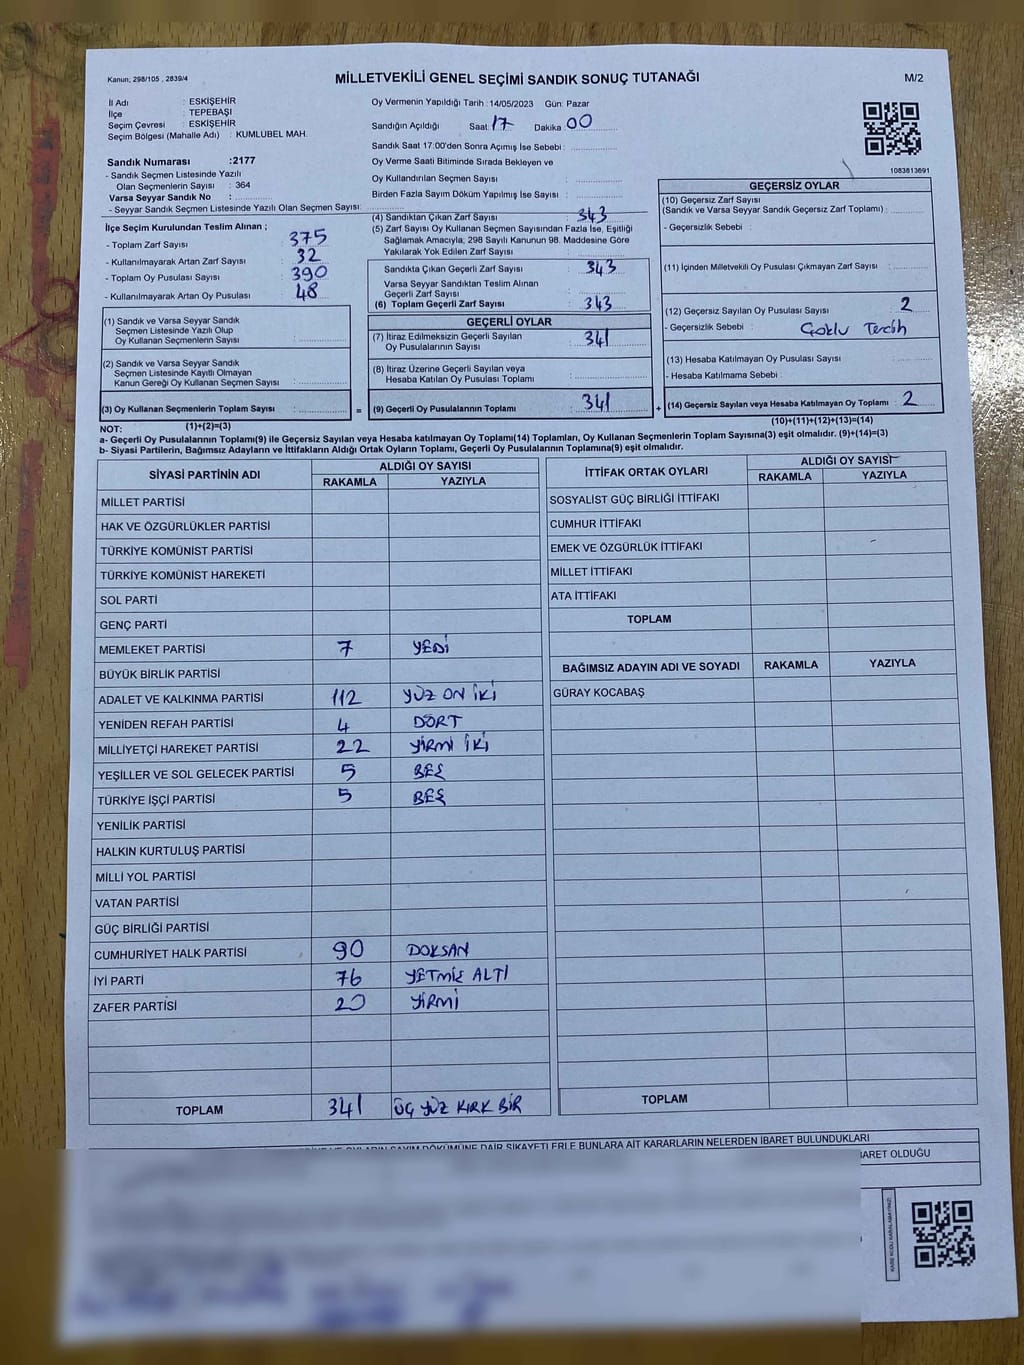 Kanun; 298/105 , 2839/4
MİLLETVEKİLİ GENEL SEÇİMİ SANDIK SONUÇ TUTANAĞI
M/2
İl Adı : ESKİŞEHİR
İlçe : TEPEBAŞI
Seçim Çevresi : ESKİŞEHİR
Seçim Bölgesi (Mahalle Adı) : KUMLUBEL MAH.
Sandık Numarası :2177
- Sandık Seçmen Listesinde Yazılı
Olan Seçmenlerin Sayısı : 364
Varsa Seyyar Sandık No :
- Seyyar Sandık Seçmen Listesinde Yazılı Olan Seçmen Sayısı:
Oy Vermenin Yapıldığı Tarih :14/05/2023 Gün: Pazar
Sandığın Açıldığı Saat: 17 Dakika: 00
Sandık Saat 17:00'den Sonra Açımış İse Sebebi :
Oy Verme Saati Bitiminde Sırada Bekleyen ve
Oy Kullandırılan Seçmen Sayısı :
Birden Fazla Sayım Döküm Yapılmış İse Sayısı :
1083613691
İlçe Seçim Kurulundan Teslim Alınan ;
- Toplam Zarf Sayısı : 375
- Kullanılmayarak Artan Zarf Sayısı : 32
- Toplam Oy Pusulası Sayısı : 390
- Kullanılmayarak Artan Oy Pusulası : 48
(4) Sandıktan Çıkan Zarf Sayısı : 343
(5) Zarf Sayısı Oy Kullanan Seçmen Sayısından Fazla İse, Eşitliği
Sağlamak Amacıyla, 298 Sayılı Kanunun 98. Maddesine Göre
Yakılarak Yok Edilen Zarf Sayısı :
Sandıkta Çıkan Geçerli Zarf Sayısı : 343
Varsa Seyyar Sandıktan Teslim Alınan
Geçerli Zarf Sayısı :
(6) Toplam Geçerli Zarf Sayısı : 343
GEÇERSİZ OYLAR
(10) Geçersiz Zarf Sayısı
(Sandık ve Varsa Seyyar Sandık Geçersiz Zarf Toplamı) :
- Geçersizlik Sebebi :
(11) İçinden Milletvekili Oy Pusulası Çıkmayan Zarf Sayısı :
(12) Geçersiz Sayılan Oy Pusulası Sayısı : 2
- Geçersizlik Sebebi : Çoklu Tercih
(13) Hesaba Katılmayan Oy Pusulası Sayısı :
- Hesaba Katılmama Sebebi :
(14) Geçersiz Sayılan veya Hesaba Katılmayan Oy Toplamı : 2
(10)+(11)+(12)+(13)=(14)
(1) Sandık ve Varsa Seyyar Sandık
Seçmen Listesinde Yazılı Olup
Oy Kullanan Seçmenlerin Sayısı :
(2) Sandık ve Varsa Seyyar Sandık
Seçmen Listesinde Kayıtlı Olmayan
Kanun Gereği Oy Kullanan Seçmen Sayısı :
(3) Oy Kullanan Seçmenlerin Toplam Sayısı : =
(1)+(2)=(3)
GEÇERLİ OYLAR
(7) İtiraz Edilmeksizin Geçerli Sayılan
Oy Pusulalarının Sayısı : 341
(8) İtiraz Üzerine Geçerli Sayılan veya
Hesaba Katılan Oy Pusulası Toplamı :
(9) Geçerli Oy Pusulalarının Toplamı : 341 +
NOT:
a- Geçerli Oy Pusulalarının Toplamı(9) ile Geçersiz Sayılan veya Hesaba katılmayan Oy Toplamı(14) Toplamları, Oy Kullanan Seçmenlerin Toplam Sayısına(3) eşit olmalıdır. (9)+(14)=(3)
b- Siyasi Partilerin, Bağımsız Adayların ve İttifakların Aldığı Ortak Oyların Toplamı, Geçerli Oy Pusulalarının Toplamına(9) eşit olmalıdır.
SİYASİ PARTİNİN ADI ALDIĞI OY SAYISI
RAKAMLA YAZIYLA
MİLLET PARTİSİ
HAK VE ÖZGÜRLÜKLER PARTİSİ
TÜRKİYE KOMÜNİST PARTİSİ
TÜRKİYE KOMÜNİST HAREKETİ
SOL PARTİ
GENÇ PARTİ
MEMLEKET PARTİSİ 7 YEDİ
BÜYÜK BİRLİK PARTİSİ
ADALET VE KALKINMA PARTİSİ 112 YÜZ ON İKİ
YENİDEN REFAH PARTİSİ 4 DÖRT
MİLLİYETÇİ HAREKET PARTİSİ 22 YİRMİ İKİ
YEŞİLLER VE SOL GELECEK PARTİSİ 5 BEŞ
TÜRKİYE İŞÇİ PARTİSİ 5 BEŞ
YENİLİK PARTİSİ
HALKIN KURTULUŞ PARTİSİ
MİLLİ YOL PARTİSİ
VATAN PARTİSİ
GÜÇ BİRLİĞİ PARTİSİ
CUMHURİYET HALK PARTİSİ 90 DOKSAN
İYİ PARTİ 76 YETMİŞ ALTI
ZAFER PARTİSİ 20 YİRMİ
TOPLAM 341 ÜÇ YÜZ KIRK BİR
İTTİFAK ORTAK OYLARI ALDIĞI OY SAYISI
RAKAMLA YAZIYLA
SOSYALİST GÜÇ BİRLİĞİ İTTİFAKI
CUMHUR İTTİFAKI
EMEK VE ÖZGÜRLÜK İTTİFAKI
MİLLET İTTİFAKI
ATA İTTİFAKI
TOPLAM
BAĞIMSIZ ADAYIN ADI VE SOYADI RAKAMLA YAZIYLA
GÜRAY KOCABAŞ
TOPLAM
OYLARIN SAYIM DÖKÜMÜNE DAİR ŞİKAYETLERLE BUNLARA AİT KARARLARIN NELERDEN İBARET BULUNDUKLARI
İBARET OLDUĞU